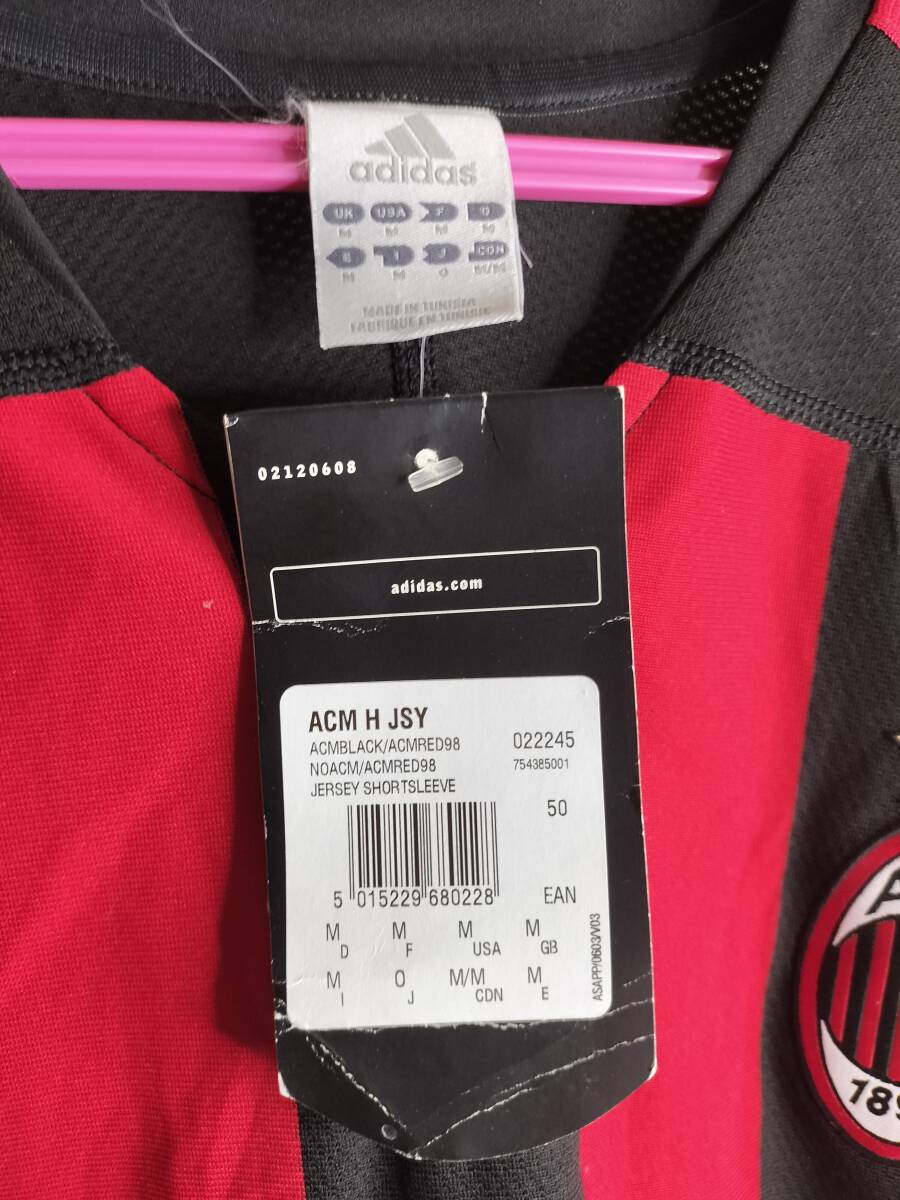 adidas
UK USA F D
M M M M
E I J CDN
M M O M/M
MADE IN TUNISIA
FABRIQUE EN TUNISIE
02120608
adidas.com
ACM H JSY
ACMBLACK/ACMRED98 022245
NOACM/ACMRED98 754385001
JERSEY SHORTSLEEVE
50
5 015229 680228 EAN
M M M M
D F USA GB
M O M/M M
I J CDN E
ASAPP/0603/V03
A
189